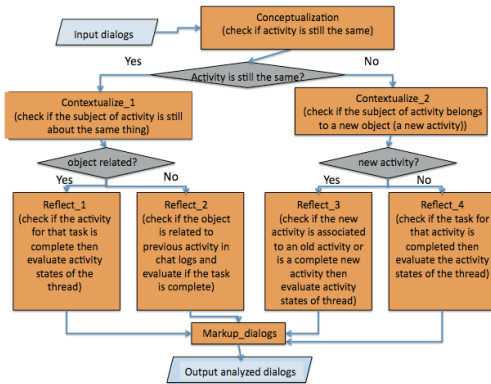 Conceptualization
(check if activity is still the same)
Input dialogs
Yes
No
Activity is still the same?
Contextualize_1
(check if the subject of activity is still
about the same thing)
Contextualize_2
(check if the subject of activity belongs
to a new object (a new activity))
object related?
new activity?
Yes
No
Yes
No
Reflect_1
(check if the activity
for that task is
complete then
evaluate activity
states of the
thread)
Reflect_2
(check if the object
is related to
previous activity in
chat logs and
evaluate if the task
is complete)
Reflect_3
(check if the new
activity is associated
to an old activity or
is a complete new
activity then
evaluate activity
states of thread)
Reflect_4
(check if the task for
that activity is
completed then
evaluate the activity
states of the thread)
Markup_dialogs
Output analyzed dialogs